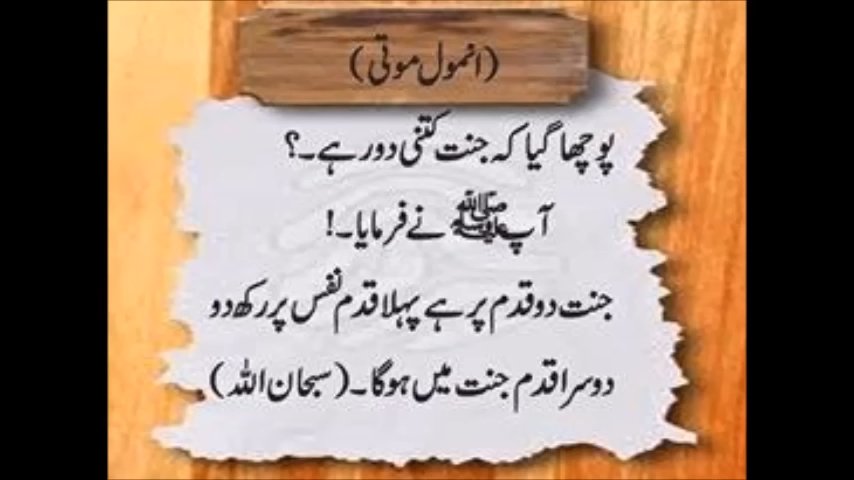 (انمول موتی)
پوچھا گیا کہ جنت کتنی دور ہے۔؟
آپ ﷺ نے فرمایا۔!
جنت دو قدم پر ہے پہلا قدم نفس پر رکھ دو
دوسرا قدم جنت میں ہوگا۔ (سبحان اللہ)